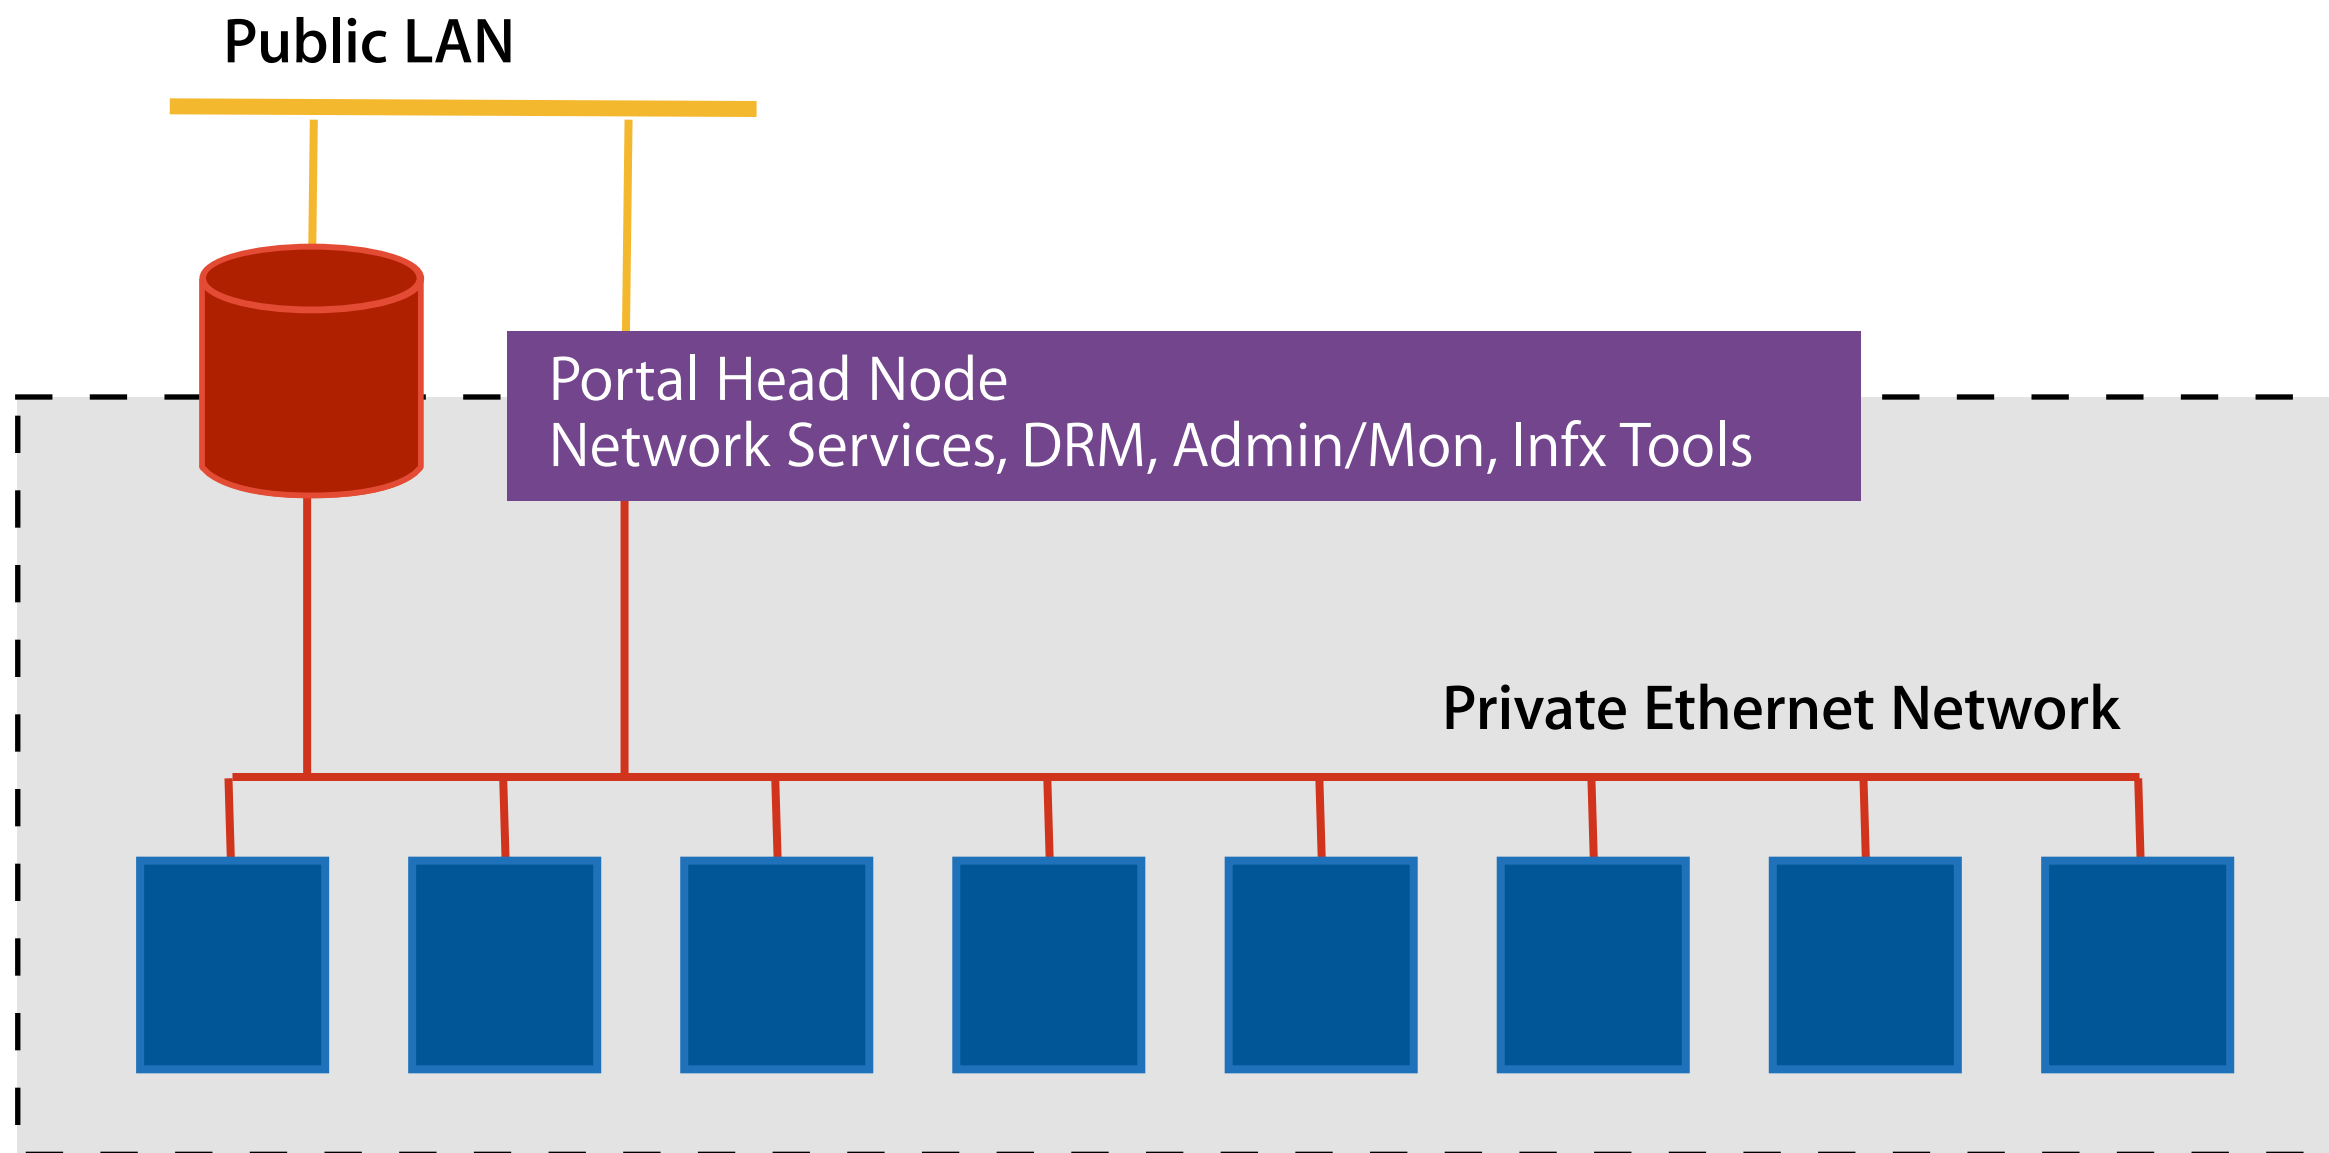 Public LAN
Portal Head Node
Network Services, DRM, Admin/Mon, Infx Tools
Private Ethernet Network